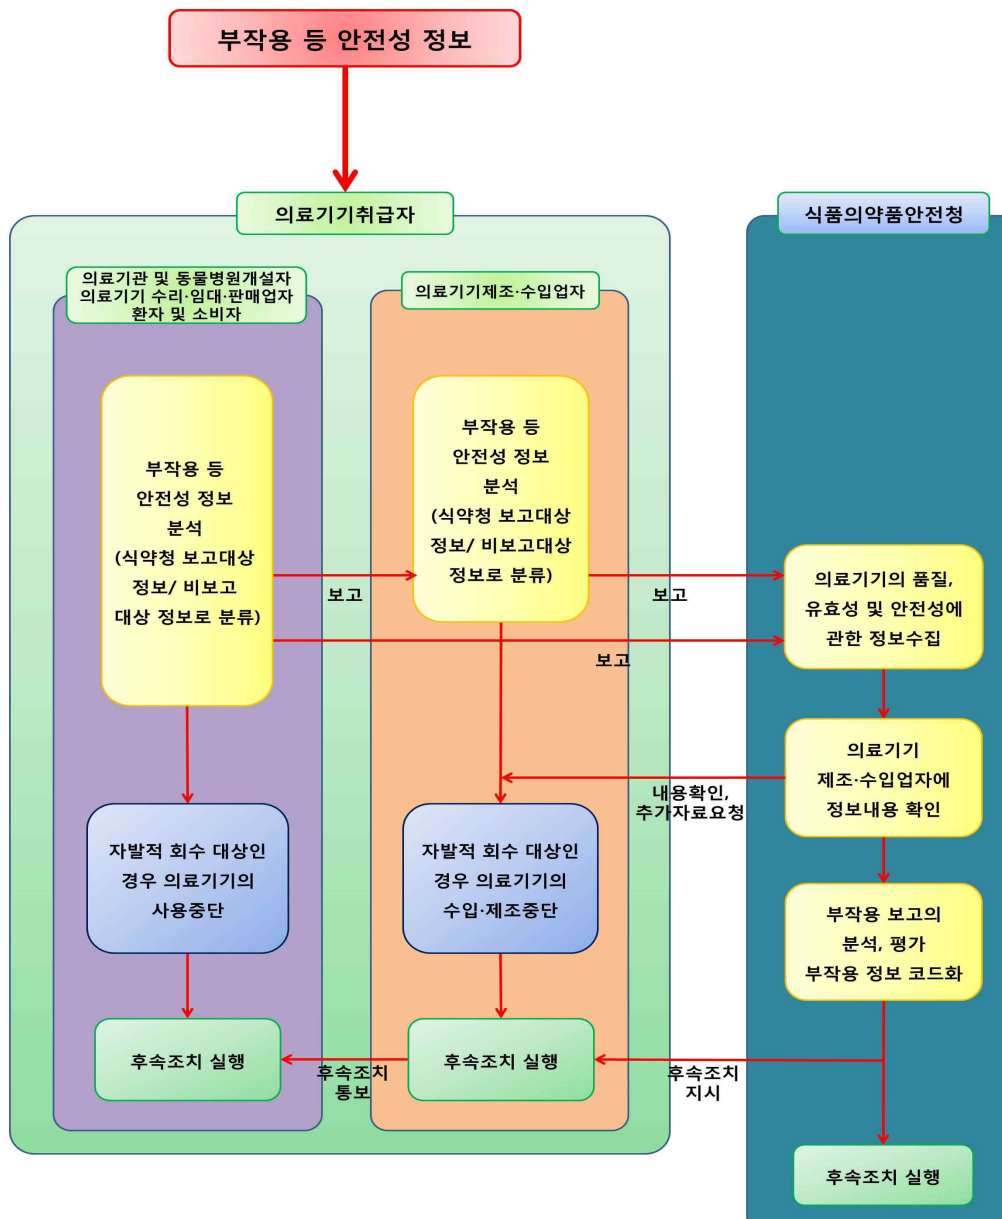 부작용 등 안전성 정보
의료기기취급자
식품의약품안전청
의료기관 및 동물병원개설자
의료기기 수리·임대·판매업자
환자 및 소비자
의료기기제조·수입업자
부작용 등
안전성 정보
분석
(식약청 보고대상
정보/ 비보고
대상 정보로 분류)
부작용 등
안전성 정보
분석
(식약청 보고대상
정보/ 비보고대상
정보로 분류)
보고
보고
보고
의료기기의 품질,
유효성 및 안전성에
관한 정보수집
의료기기
제조·수입업자에
정보내용 확인
내용확인,
추가자료요청
자발적 회수 대상인
경우 의료기기의
사용중단
자발적 회수 대상인
경우 의료기기의
수입·제조중단
부작용 보고의
분석, 평가
부작용 정보 코드화
후속조치 실행
후속조치
통보
후속조치 실행
후속조치
지시
후속조치 실행